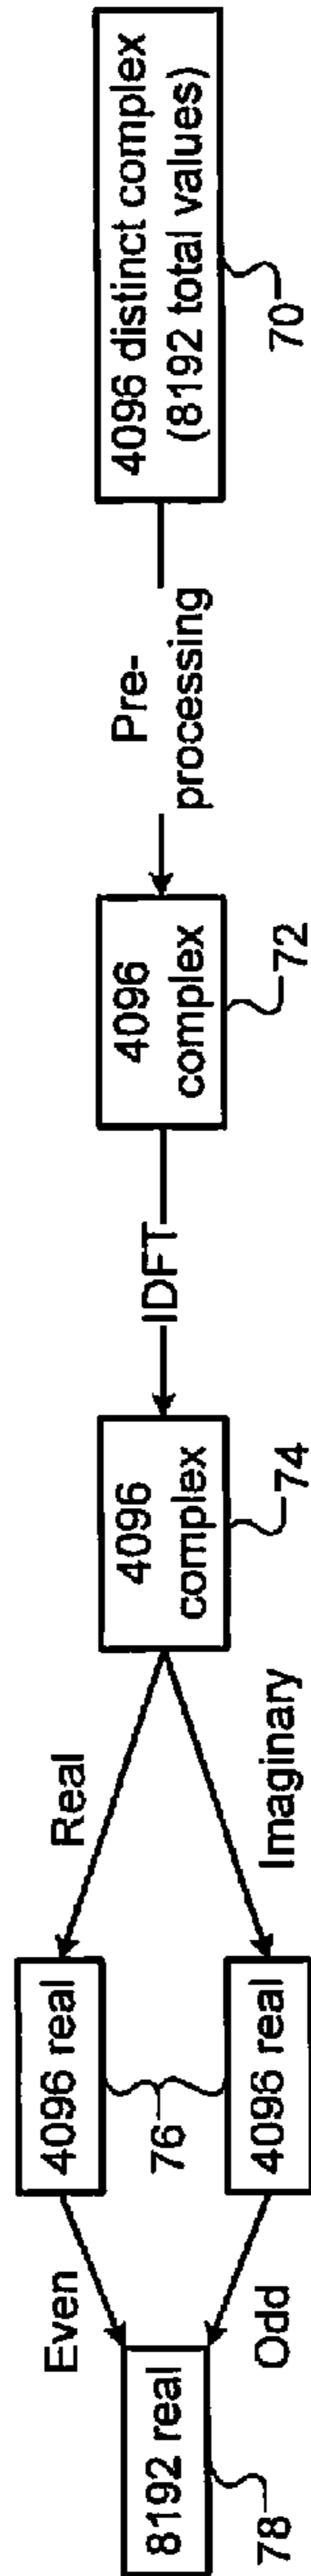 8192 real
78
Even
Odd
4096 real
76
4096 real
Real
Imaginary
4096
complex
74
IDFT
4096
complex
72
Pre-
processing
4096 distinct complex
(8192 total values)
70